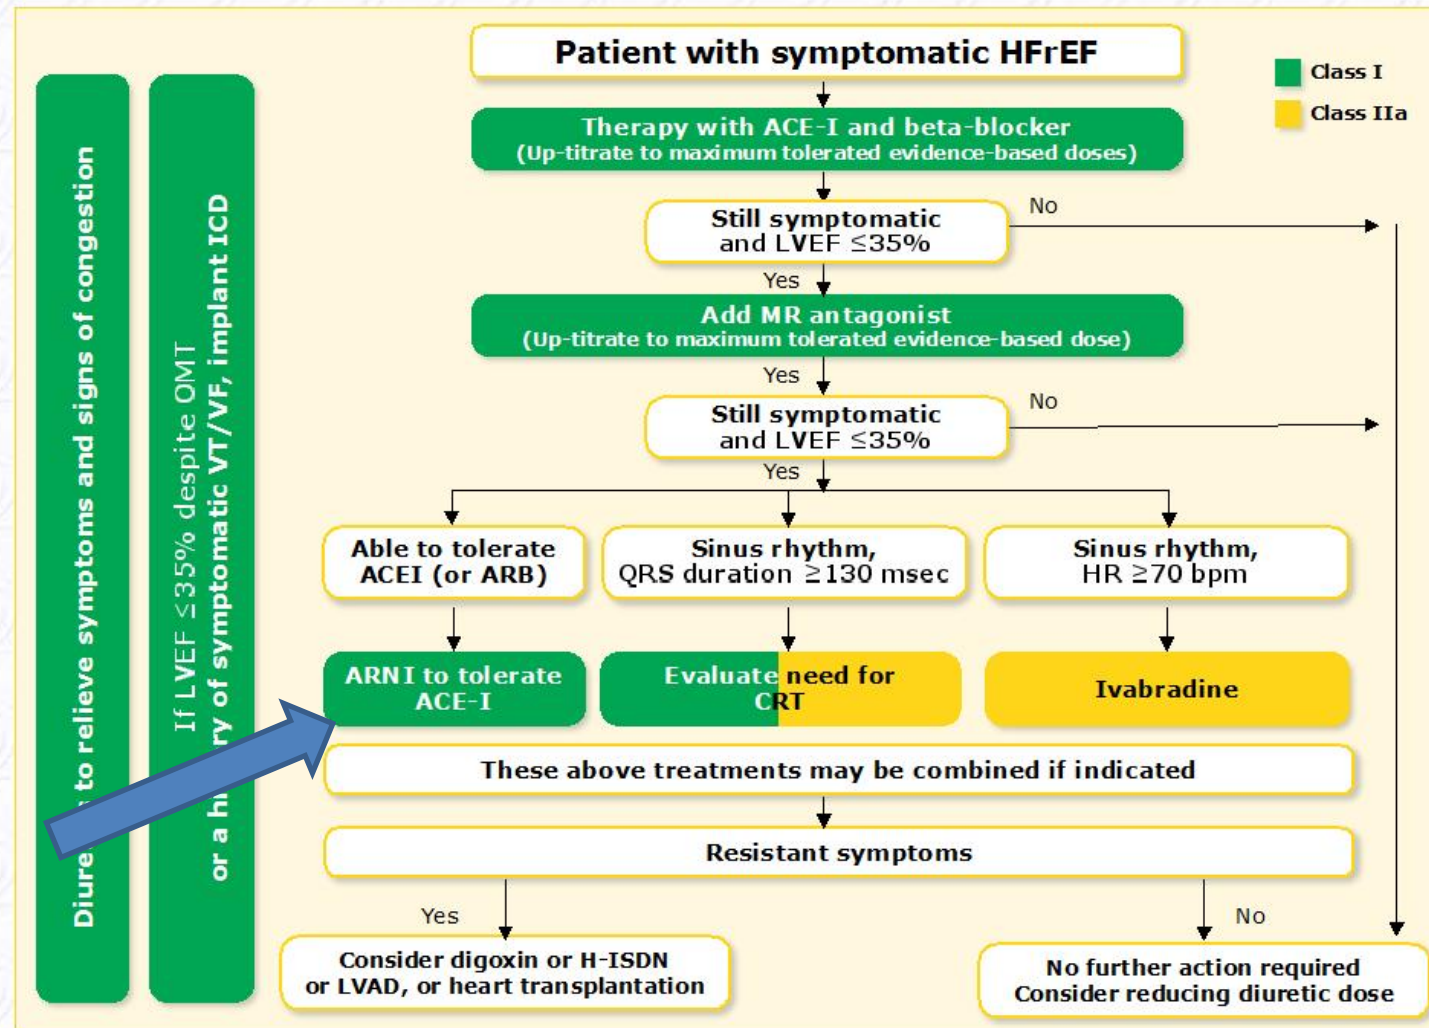 Patient with symptomatic HFrEF
Class I
Class IIa
Therapy with ACE-I and beta-blocker
(Up-titrate to maximum tolerated evidence-based doses)
Still symptomatic
and LVEF ≤35%
No
Yes
Add MR antagonist
(Up-titrate to maximum tolerated evidence-based dose)
Yes
Still symptomatic
and LVEF ≤35%
No
Yes
Able to tolerate
ACEI (or ARB)
Sinus rhythm,
QRS duration ≥130 msec
Sinus rhythm,
HR ≥70 bpm
ARNI to tolerate
ACE-I
Evaluate need for
CRT
Ivabradine
These above treatments may be combined if indicated
Resistant symptoms
Yes
No
Consider digoxin or H-ISDN
or LVAD, or heart transplantation
No further action required
Consider reducing diuretic dose
to relieve symptoms and signs of congestion
If LVEF ≤35% despite OMT
or a of symptomatic VT/VF, implant ICD